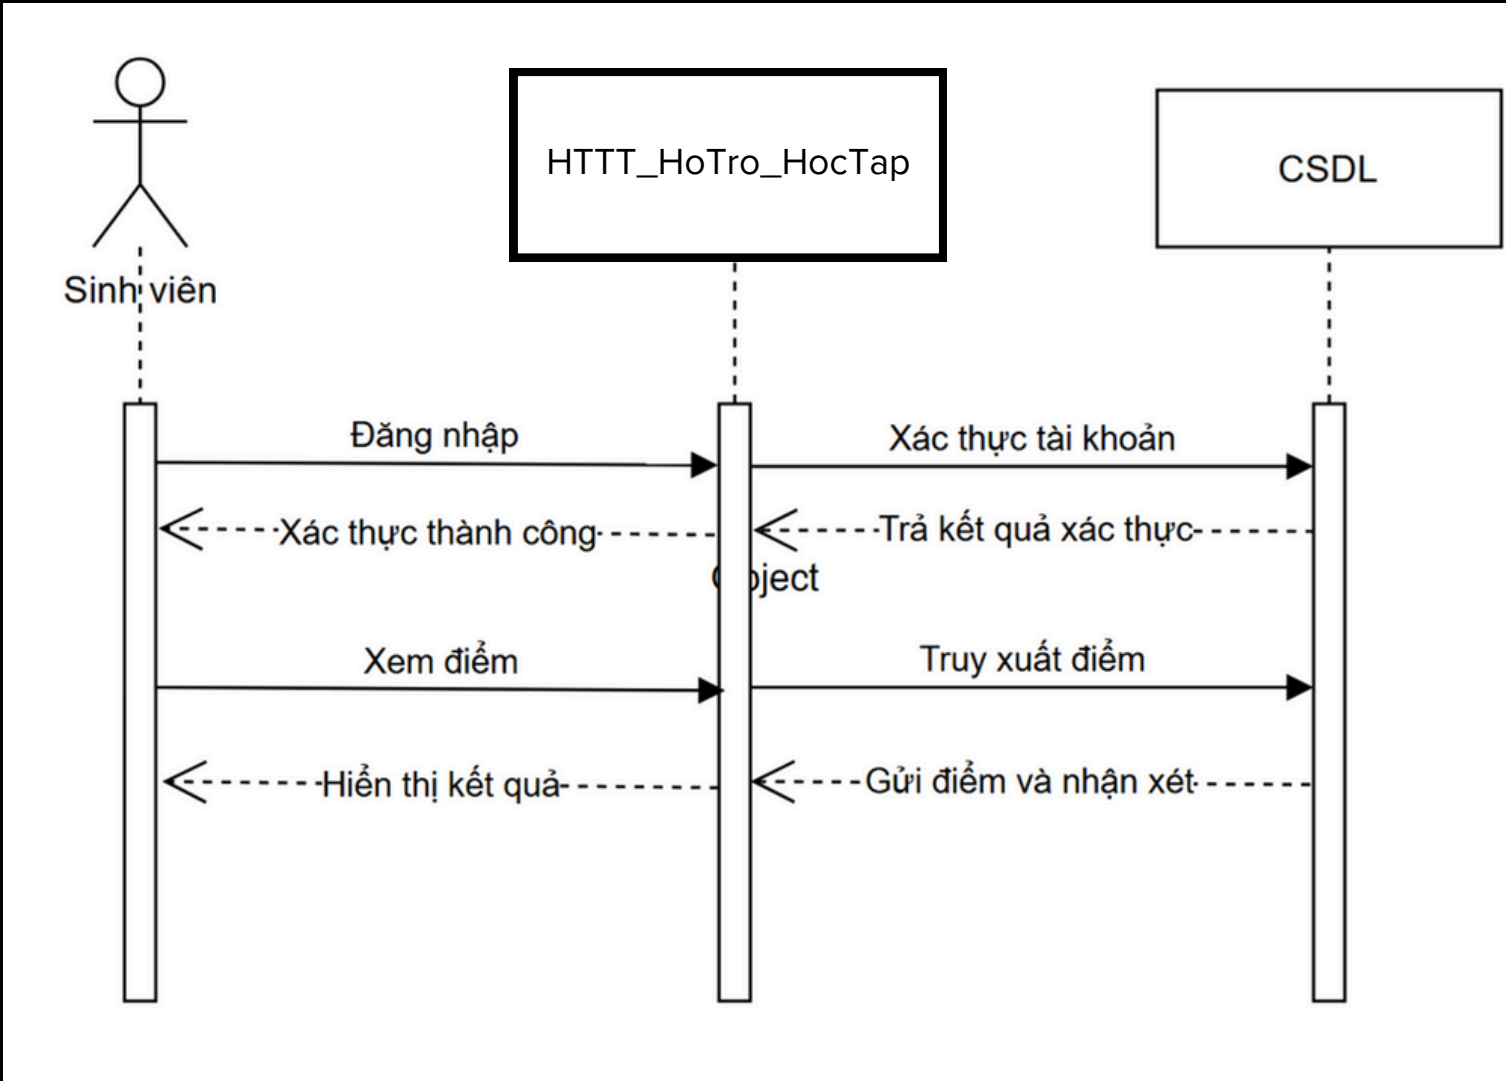 HTTT_HoTro_HocTap
CSDL
Sinh viên
Đăng nhập
Xác thực tài khoản
Xác thực thành công
Trả kết quả xác thực
Xem điểm
Truy xuất điểm
Hiển thị kết quả
Gửi điểm và nhận xét